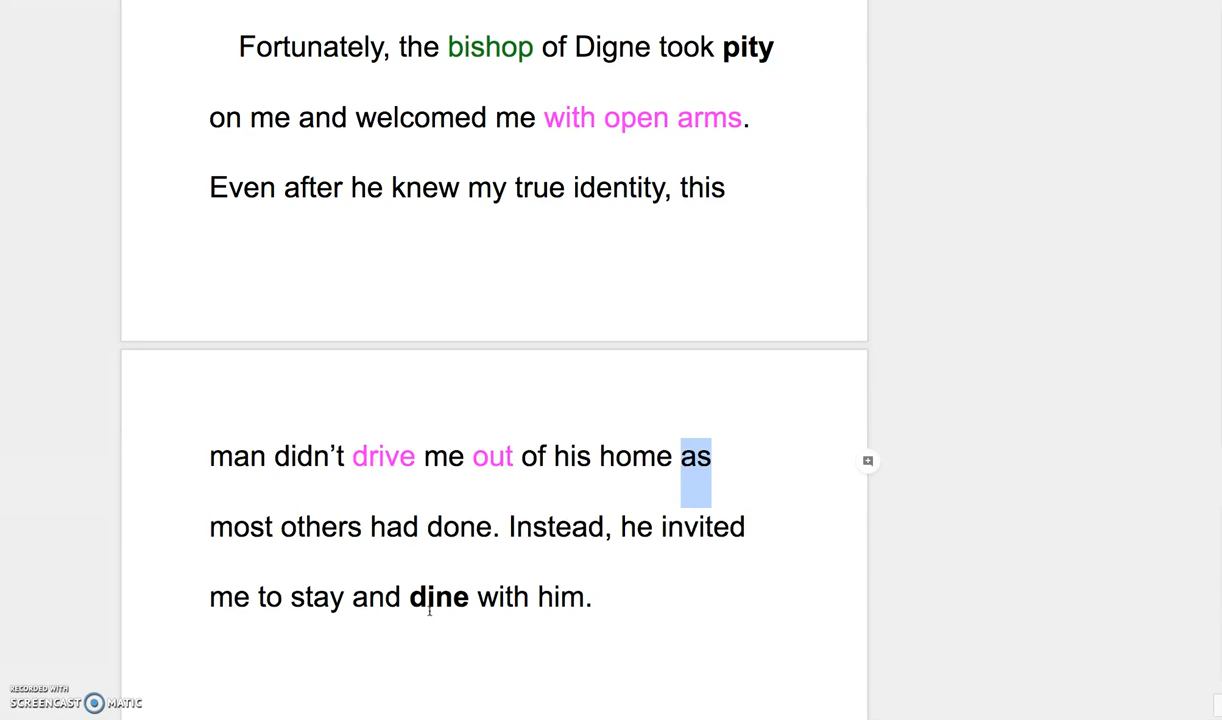 Fortunately, the bishop of Digne took pity
on me and welcomed me with open arms.
Even after he knew my true identity, this
man didn’t drive me out of his home as
most others had done. Instead, he invited
me to stay and dine with him.
RECORDED WITH
SCREENCAST MATIC